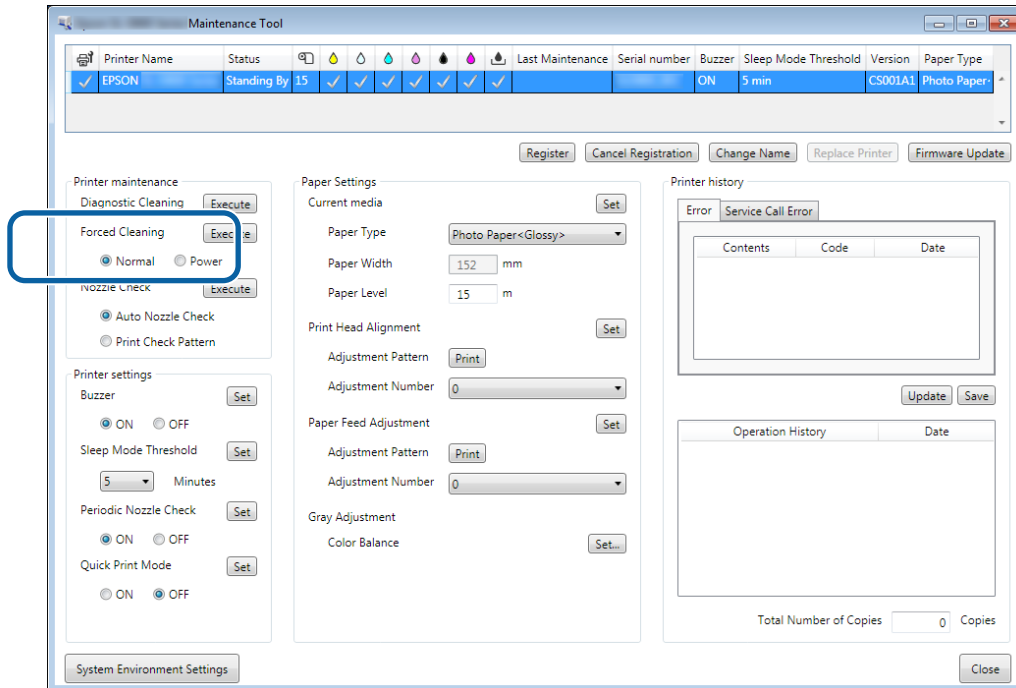 Maintenance Tool
Printer Name Status Last Maintenance Serial number Buzzer Sleep Mode Threshold Version Paper Type
EPSON Standing By 15 ON 5 min CS001A1 Photo Paper
Register Cancel Registration Change Name Replace Printer Firmware Update
Printer maintenance
Diagnostic Cleaning Execute
Forced Cleaning Execute
Normal Power
Nozzle Check Execute
Auto Nozzle Check
Print Check Pattern
Printer settings
Buzzer Set
ON OFF
Sleep Mode Threshold Set
5 Minutes
Periodic Nozzle Check Set
ON OFF
Quick Print Mode Set
ON OFF
Paper Settings
Current media Set
Paper Type Photo Paper<Glossy>
Paper Width 152 mm
Paper Level 15 m
Print Head Alignment Set
Adjustment Pattern Print
Adjustment Number 0
Paper Feed Adjustment Set
Adjustment Pattern Print
Adjustment Number 0
Gray Adjustment
Color Balance Set...
Printer history
Error Service Call Error
Contents Code Date
Update Save
Operation History Date
Total Number of Copies 0 Copies
System Environment Settings Close